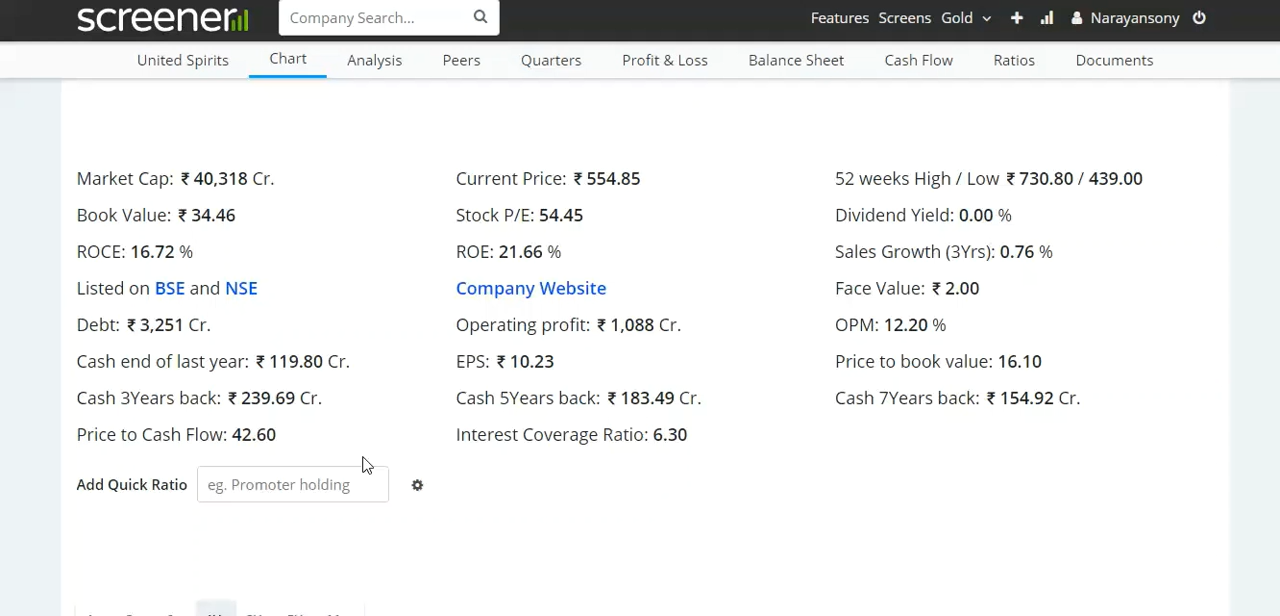 screener
Company Search...
Features Screens Gold Narayansony
United Spirits Chart Analysis Peers Quarters Profit & Loss Balance Sheet Cash Flow Ratios Documents
Market Cap: ₹ 40,318 Cr. Current Price: ₹ 554.85 52 weeks High / Low ₹ 730.80 / 439.00
Book Value: ₹ 34.46 Stock P/E: 54.45 Dividend Yield: 0.00 %
ROCE: 16.72 % ROE: 21.66 % Sales Growth (3Yrs): 0.76 %
Listed on BSE and NSE Company Website Face Value: ₹ 2.00
Debt: ₹ 3,251 Cr. Operating profit: ₹ 1,088 Cr. OPM: 12.20 %
Cash end of last year: ₹ 119.80 Cr. EPS: ₹ 10.23 Price to book value: 16.10
Cash 3Years back: ₹ 239.69 Cr. Cash 5Years back: ₹ 183.49 Cr. Cash 7Years back: ₹ 154.92 Cr.
Price to Cash Flow: 42.60 Interest Coverage Ratio: 6.30
Add Quick Ratio eg. Promoter holding